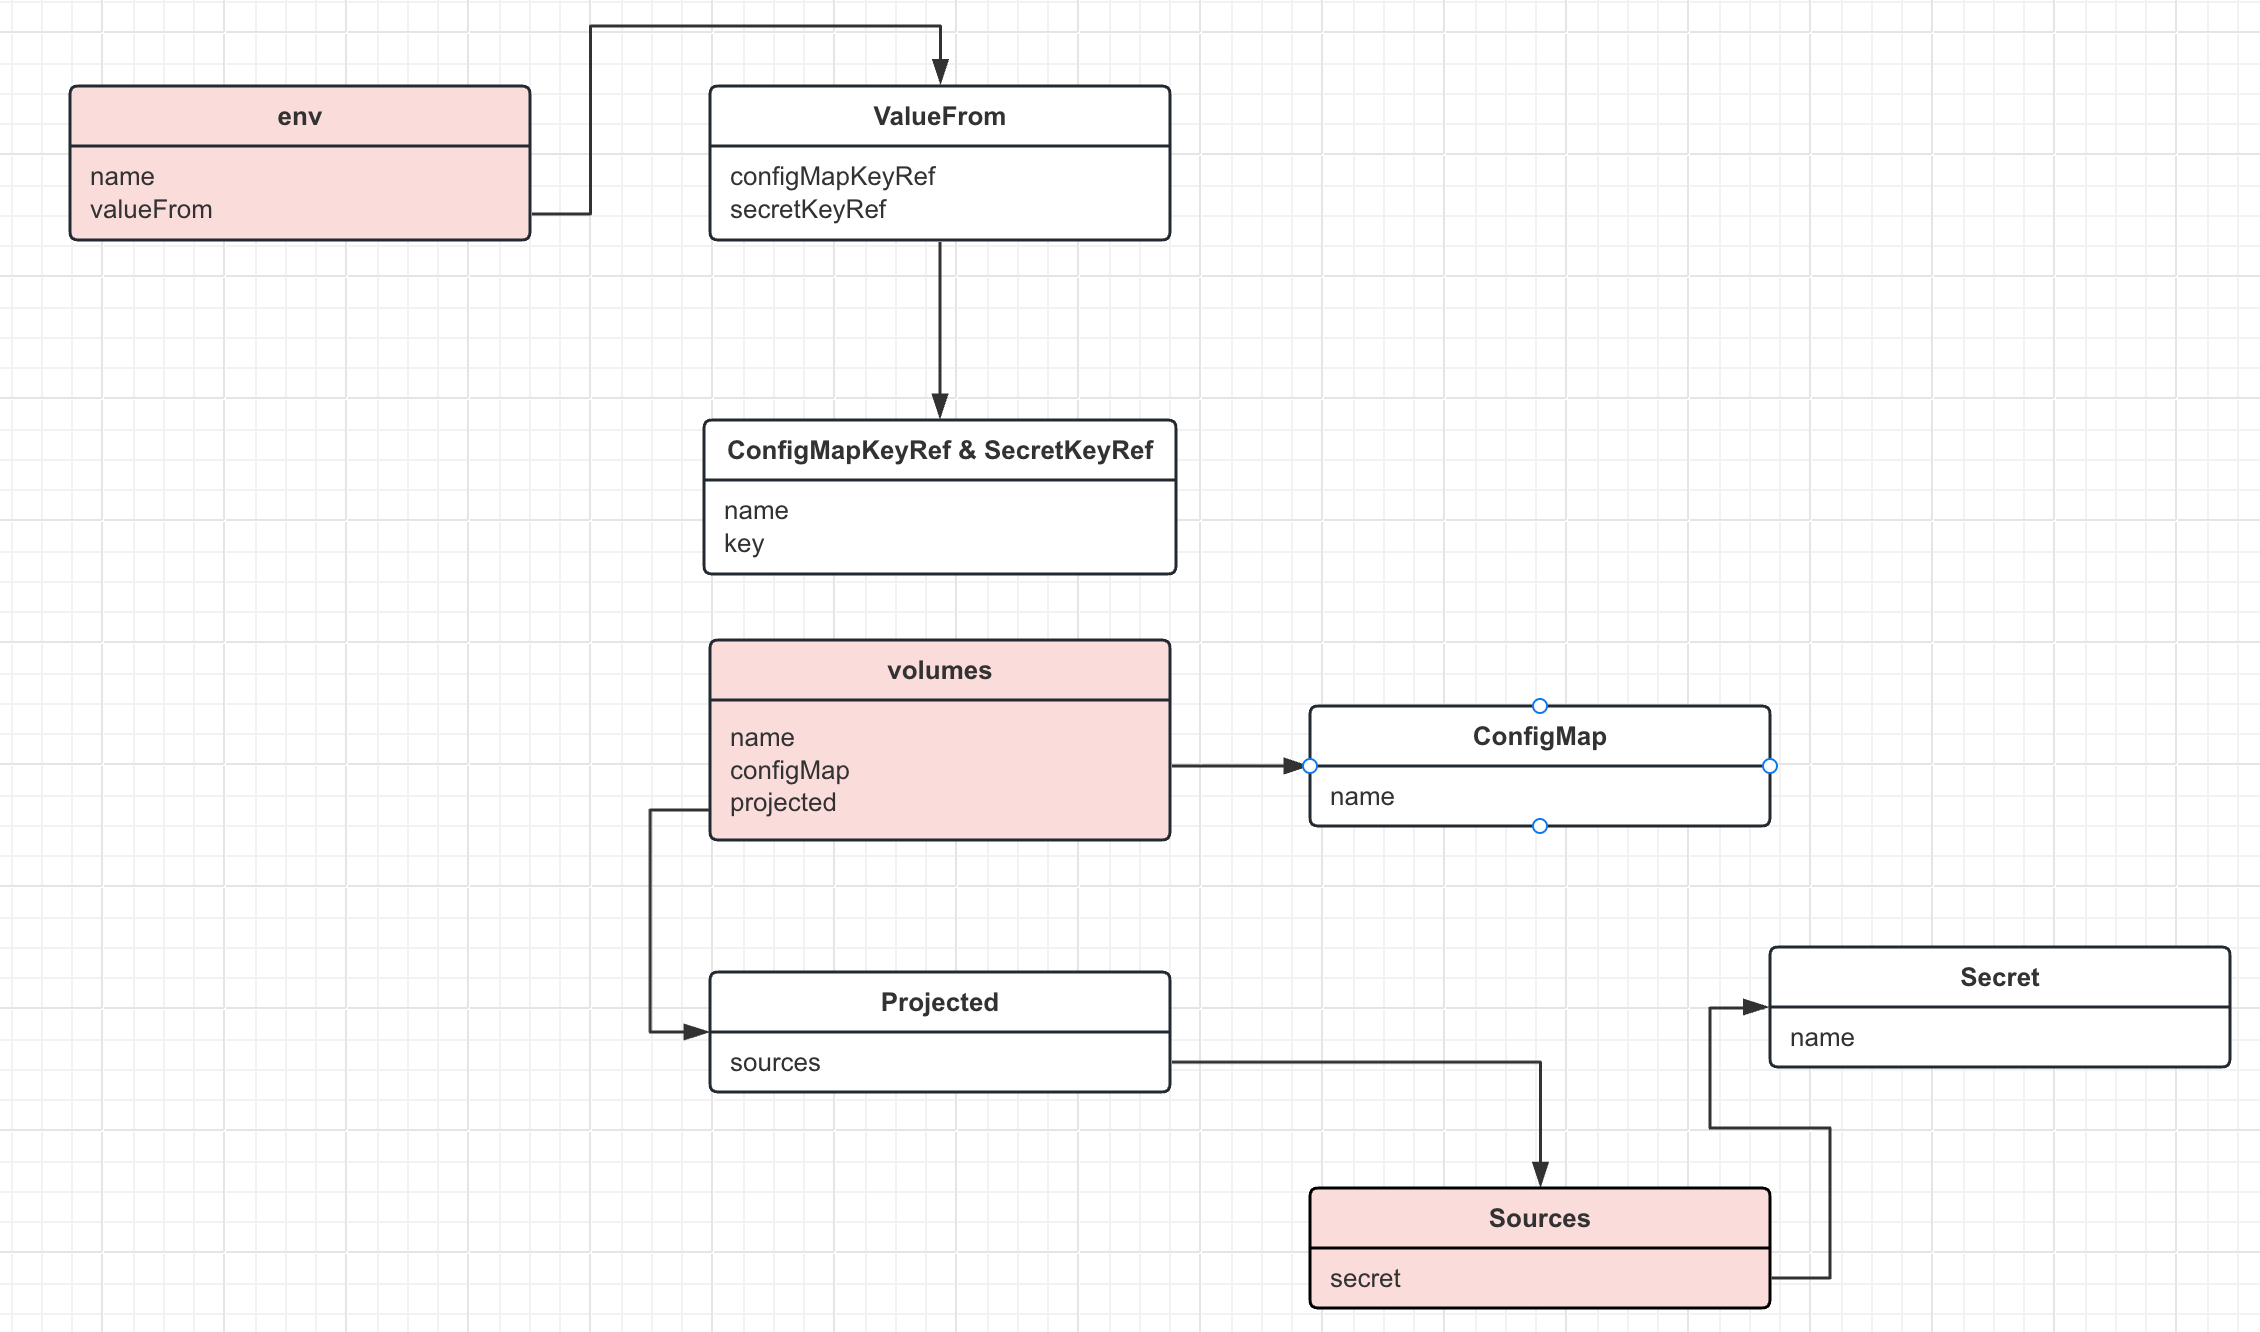 env
name
valueFrom
ValueFrom
configMapKeyRef
secretKeyRef
ConfigMapKeyRef & SecretKeyRef
name
key
volumes
name
configMap
projected
ConfigMap
name
Projected
sources
Secret
name
Sources
secret